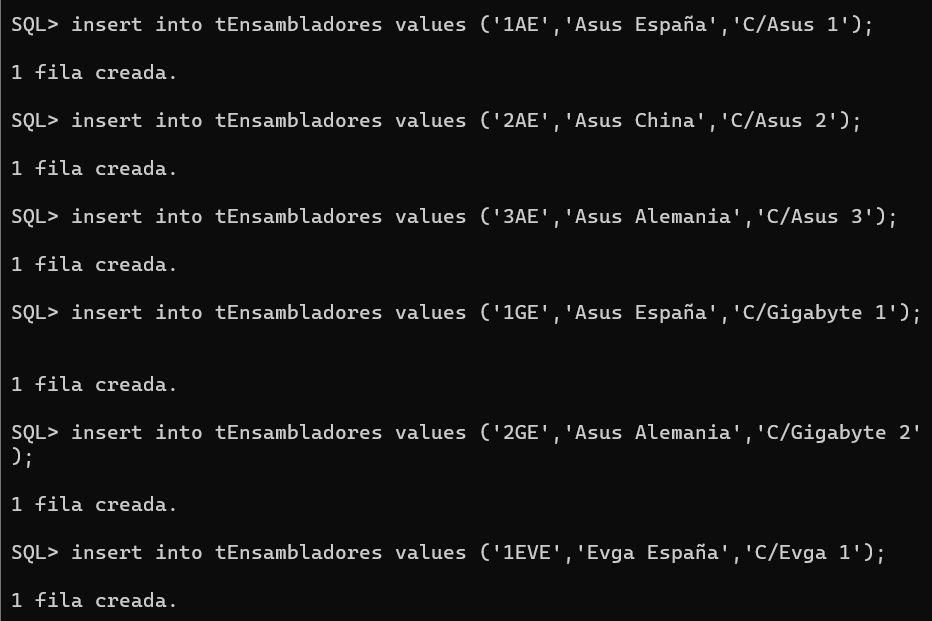 SQL> insert into tEnsambladores values ('1AE','Asus España','C/Asus 1');
1 fila creada.
SQL> insert into tEnsambladores values ('2AE','Asus China','C/Asus 2');
1 fila creada.
SQL> insert into tEnsambladores values ('3AE','Asus Alemania','C/Asus 3');
1 fila creada.
SQL> insert into tEnsambladores values ('1GE','Asus España','C/Gigabyte 1');
1 fila creada.
SQL> insert into tEnsambladores values ('2GE','Asus Alemania','C/Gigabyte 2'
);
1 fila creada.
SQL> insert into tEnsambladores values ('1EVE','Evga España','C/Evga 1');
1 fila creada.